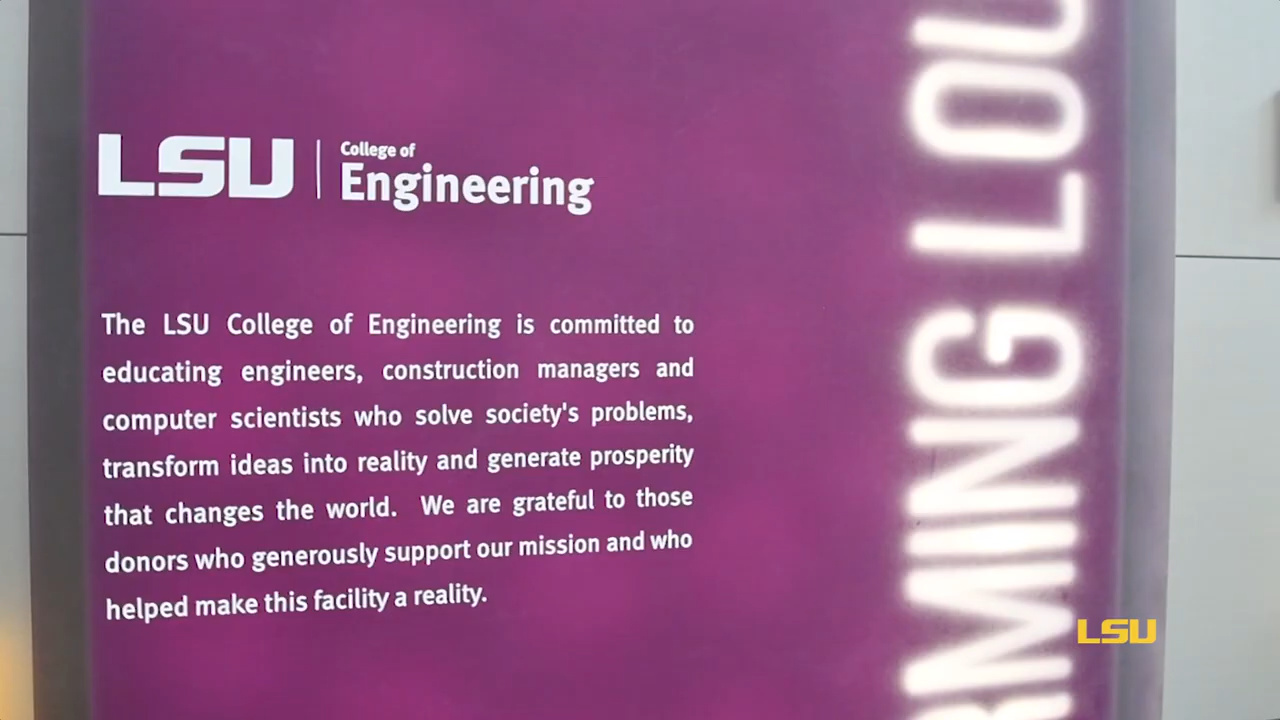 LSU
College of
Engineering
The LSU College of Engineering is committed to
educating engineers, construction managers and
computer scientists who solve society's problems,
transform ideas into reality and generate prosperity
that changes the world. We are grateful to those
donors who generously support our mission and who
helped make this facility a reality.
MING LOU
LSU